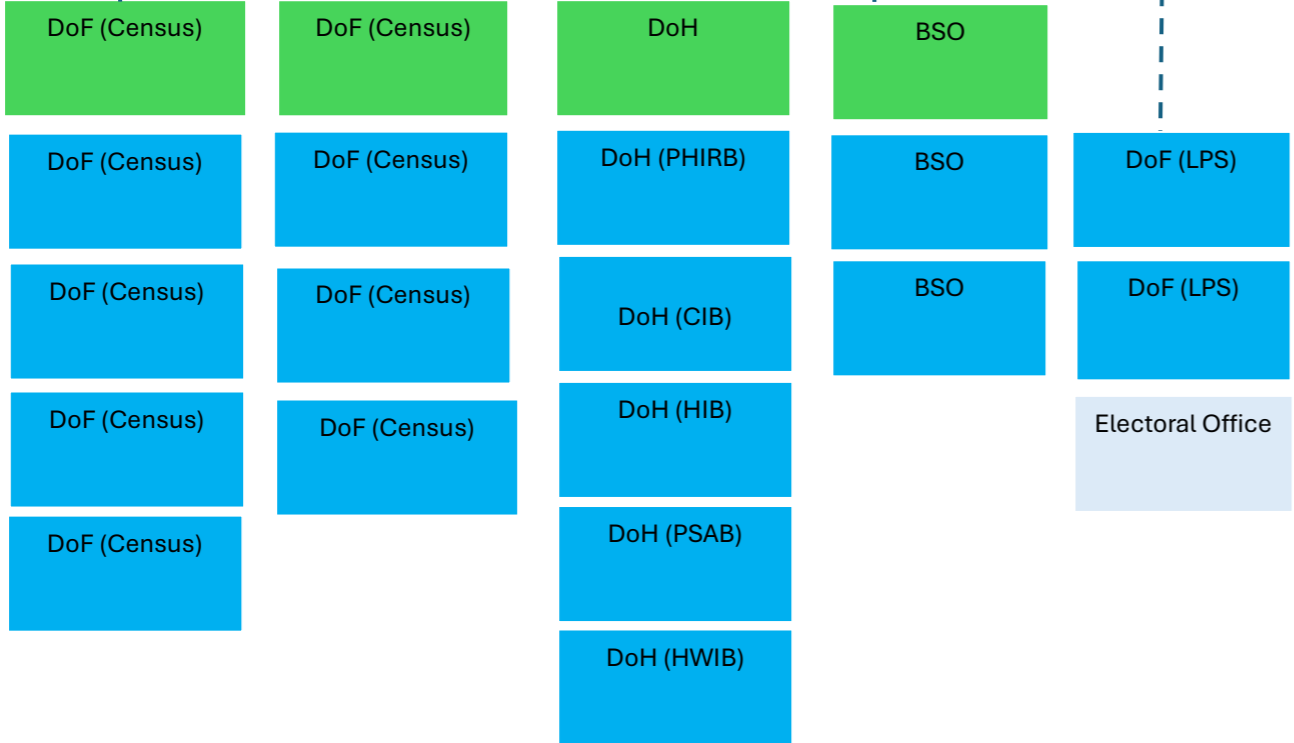 DoF (Census)
DoF (Census)
DoH
BSO
DoF (Census)
DoF (Census)
DoH (PHIRB)
BSO
DoF (LPS)
DoF (Census)
DoF (Census)
DoH (CIB)
BSO
DoF (LPS)
DoF (Census)
DoF (Census)
DoH (HIB)
Electoral Office
DoF (Census)
DoH (PSAB)
DoH (HWIB)